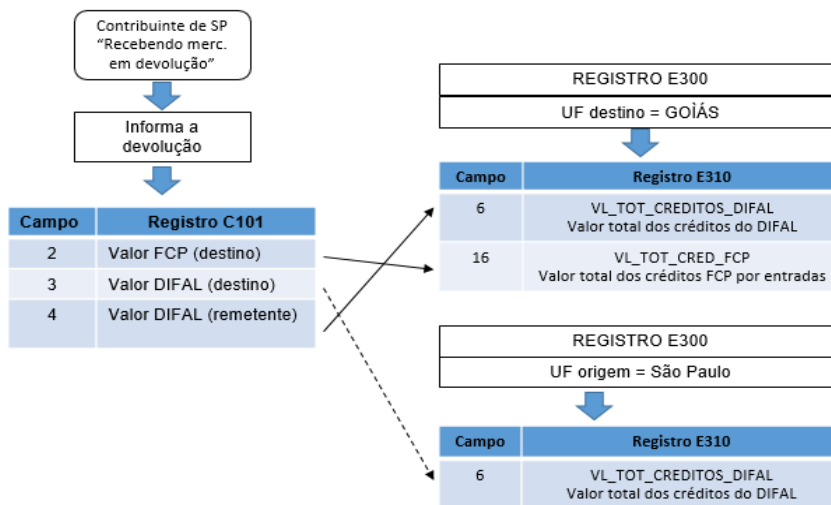 Contribuinte de SP
“Recebendo merc.
em devolução”
Informa a
devolução
Campo Registro C101
2 Valor FCP (destino)
3 Valor DIFAL (destino)
4 Valor DIFAL (remetente)
REGISTRO E300
UF destino = GOÌÁS
Campo Registro E310
6 VL_TOT_CREDITOS_DIFAL
Valor total dos créditos do DIFAL
16 VL_TOT_CRED_FCP
Valor total dos créditos FCP por entradas
REGISTRO E300
UF origem = São Paulo
Campo Registro E310
6 VL_TOT_CREDITOS_DIFAL
Valor total dos créditos do DIFAL